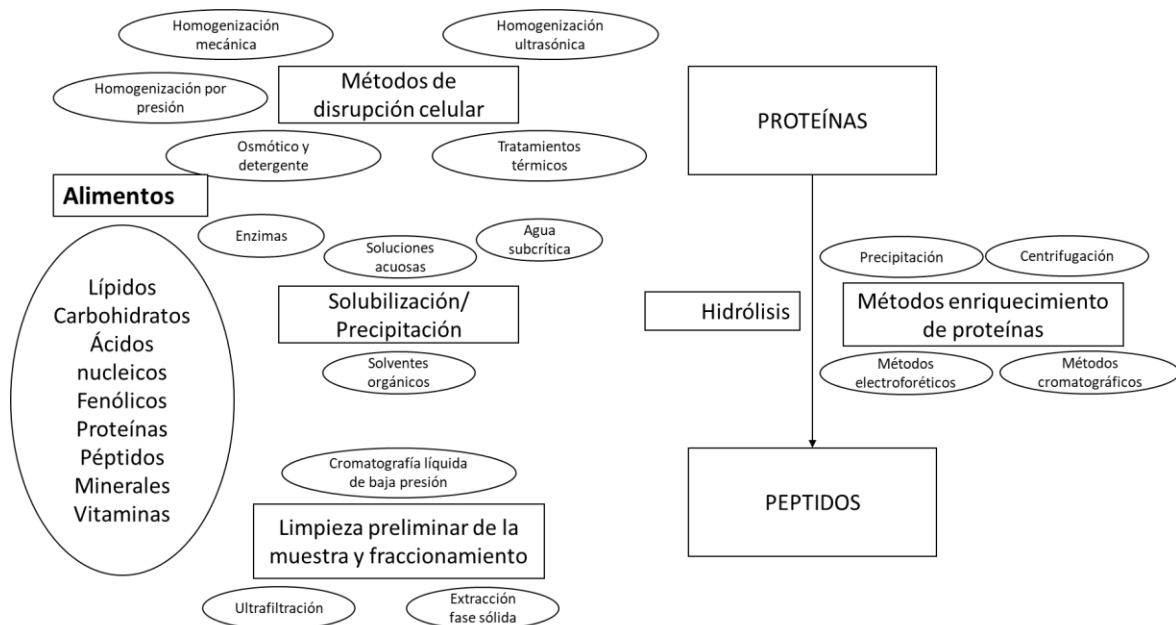 Homogenización
mecánica
Homogenización
ultrasónica
Homogenización por
presión
Métodos de
disrupción celular
Osmótico y
detergente
Tratamientos
térmicos
Alimentos
Lípidos
Carbohidratos
Ácidos
nucleicos
Fenólicos
Proteínas
Péptidos
Minerales
Vitaminas
Enzimas
Soluciones
acuosas
Agua
subcrítica
Solubilización/
Precipitación
Solventes
orgánicos
Cromatografía líquida
de baja presión
Limpieza preliminar de la
muestra y fraccionamiento
Ultrafiltración
Extracción
fase sólida
PROTEÍNAS
Hidrólisis
Precipitación
Centrifugación
Métodos enriquecimiento
de proteínas
Métodos
electroforéticos
Métodos
cromatográficos
PEPTIDOS